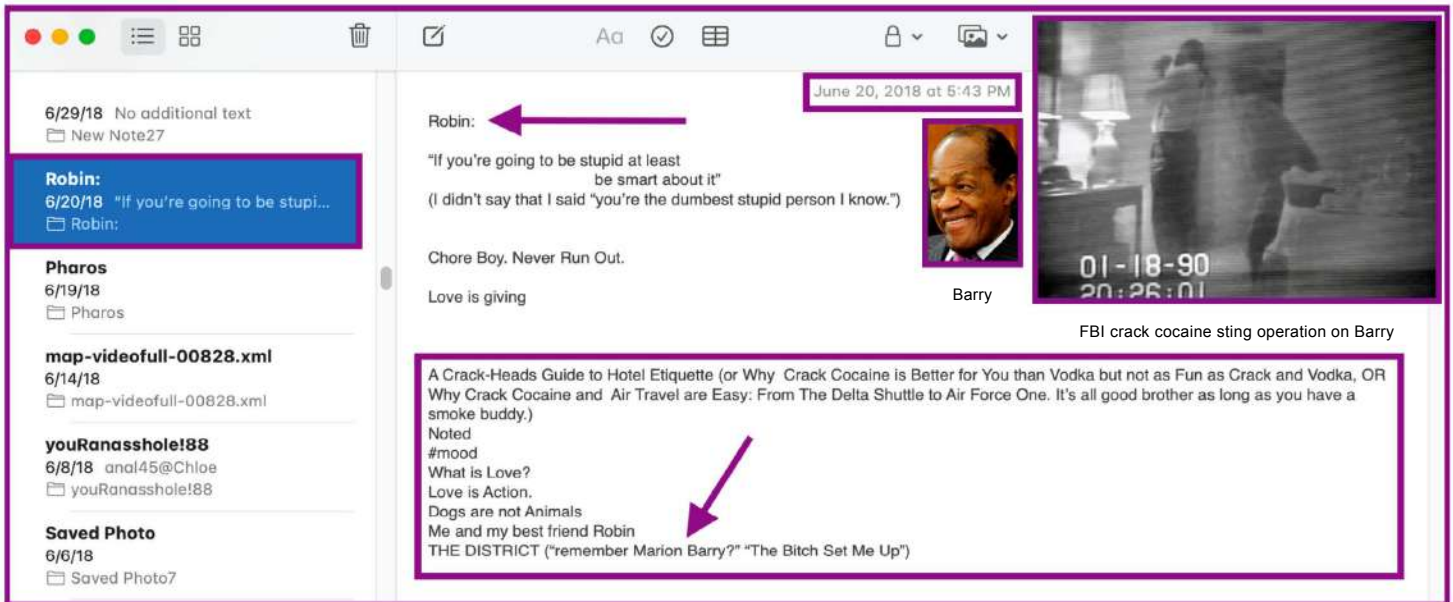 6/29/18 No additional text
New Note27
Robin:
6/20/18 "If you're going to be stupi...
Robin:
Pharos
6/19/18
Pharos
map-videofull-00828.xml
6/14/18
map-videofull-00828.xml
youRanasshole!88
6/8/18 anal45@Chloe
youRanasshole!88
Saved Photo
6/6/18
Saved Photo7
Aa
June 20, 2018 at 5:43 PM
Robin:
"If you're going to be stupid at least
be smart about it"
(I didn't say that I said "you're the dumbest stupid person I know.")
Chore Boy. Never Run Out.
Love is giving
Barry
01-18-90
20:26:01
FBI crack cocaine sting operation on Barry
A Crack-Heads Guide to Hotel Etiquette (or Why Crack Cocaine is Better for You than Vodka but not as Fun as Crack and Vodka, OR
Why Crack Cocaine and Air Travel are Easy: From The Delta Shuttle to Air Force One. It's all good brother as long as you have a
smoke buddy.)
Noted
#mood
What is Love?
Love is Action.
Dogs are not Animals
Me and my best friend Robin
THE DISTRICT ("remember Marion Barry?" "The Bitch Set Me Up")